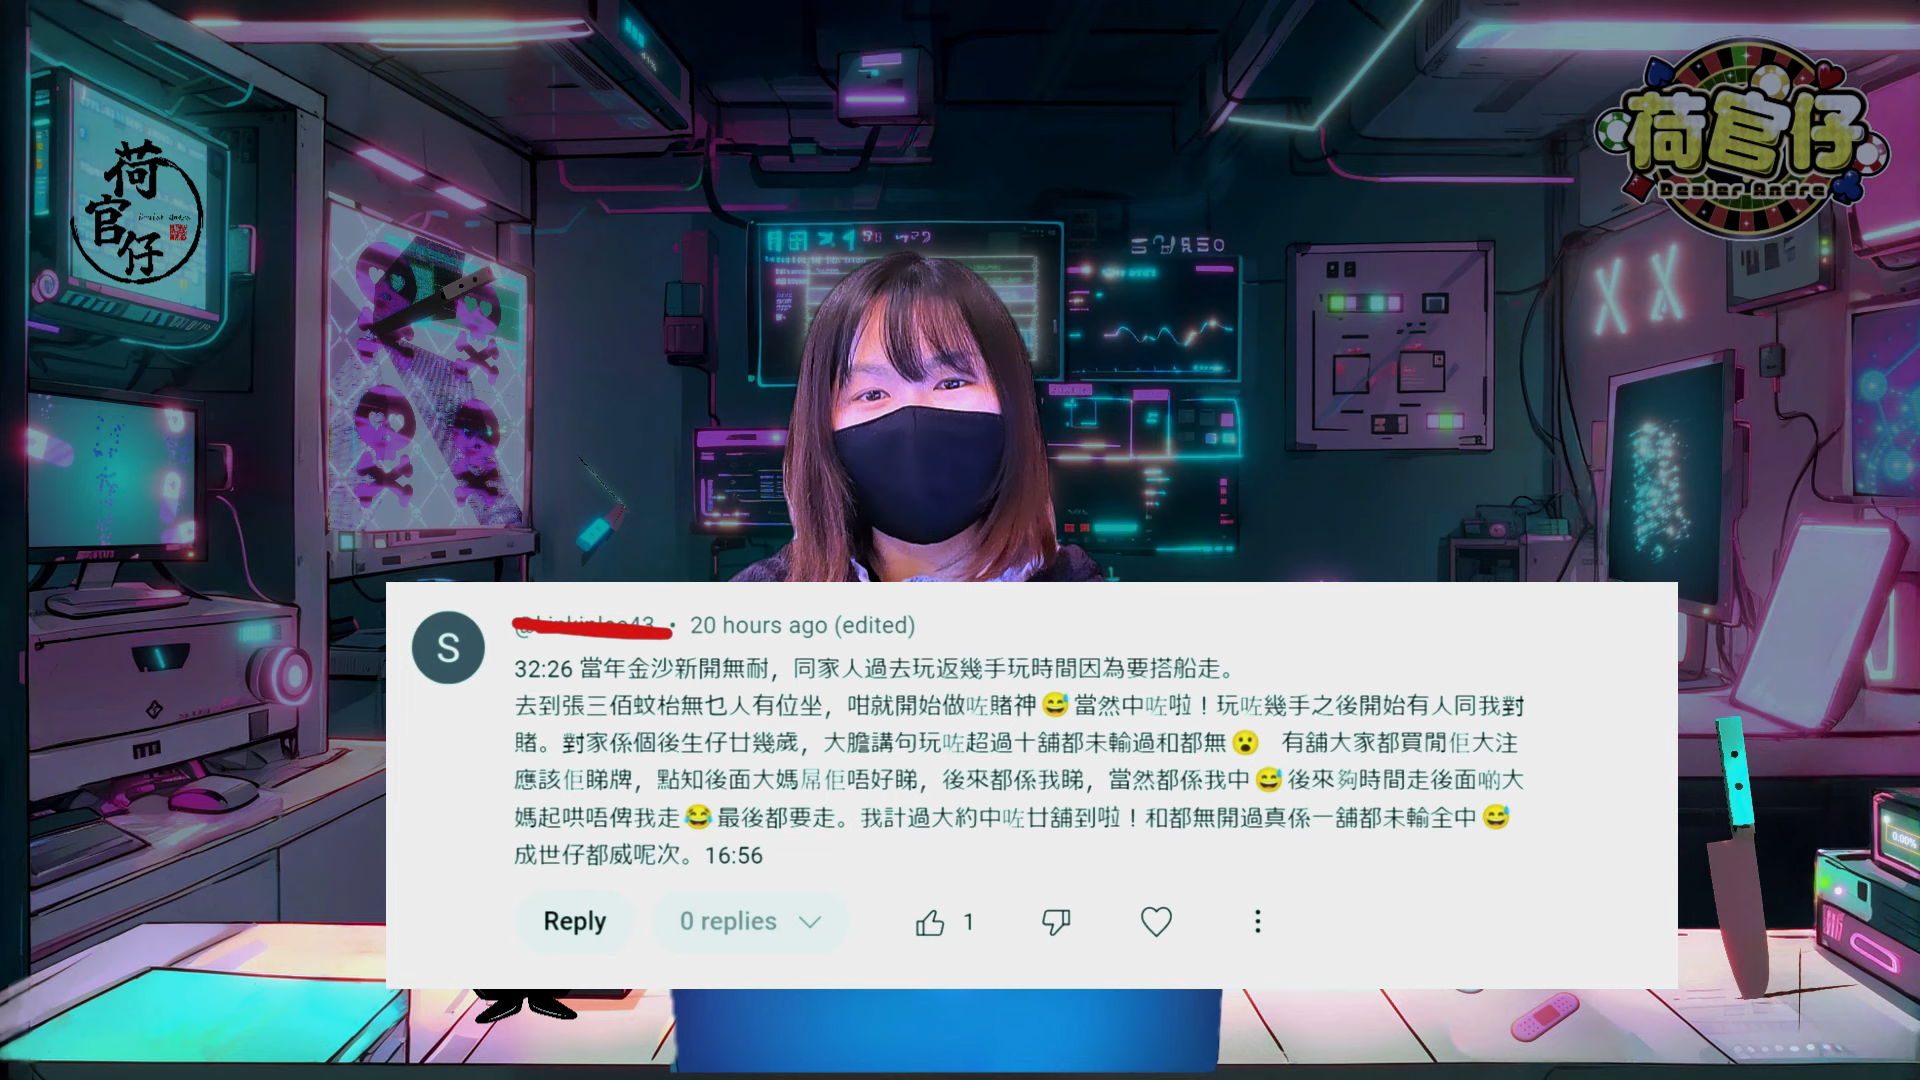 荷官仔
Dealer Andre
荷官仔
Dealer Andre
XX
S
20 hours ago (edited)
32:26 當年金沙新開無耐，同家人過去玩返幾手玩時間因為要搭船走。
去到張三佰蚊枱無乜人有位坐，咁就開始做咗賭神😅當然中咗啦！玩咗幾手之後開始有人同我對
賭。對家係個後生仔廿幾歲，大膽講句玩咗超過十舖都未輸過和都無😮 有舖大家都買閒佢大注
應該佢睇牌，點知後面大媽屌佢唔好睇，後來都係我睇，當然都係我中😅後來夠時間走後面啲大
媽起哄唔俾我走😂最後都要走。我計過大約中咗廿舖到啦！和都無開過真係一舖都未輸全中😅
成世仔都威呢次。16:56
Reply
0 replies
1